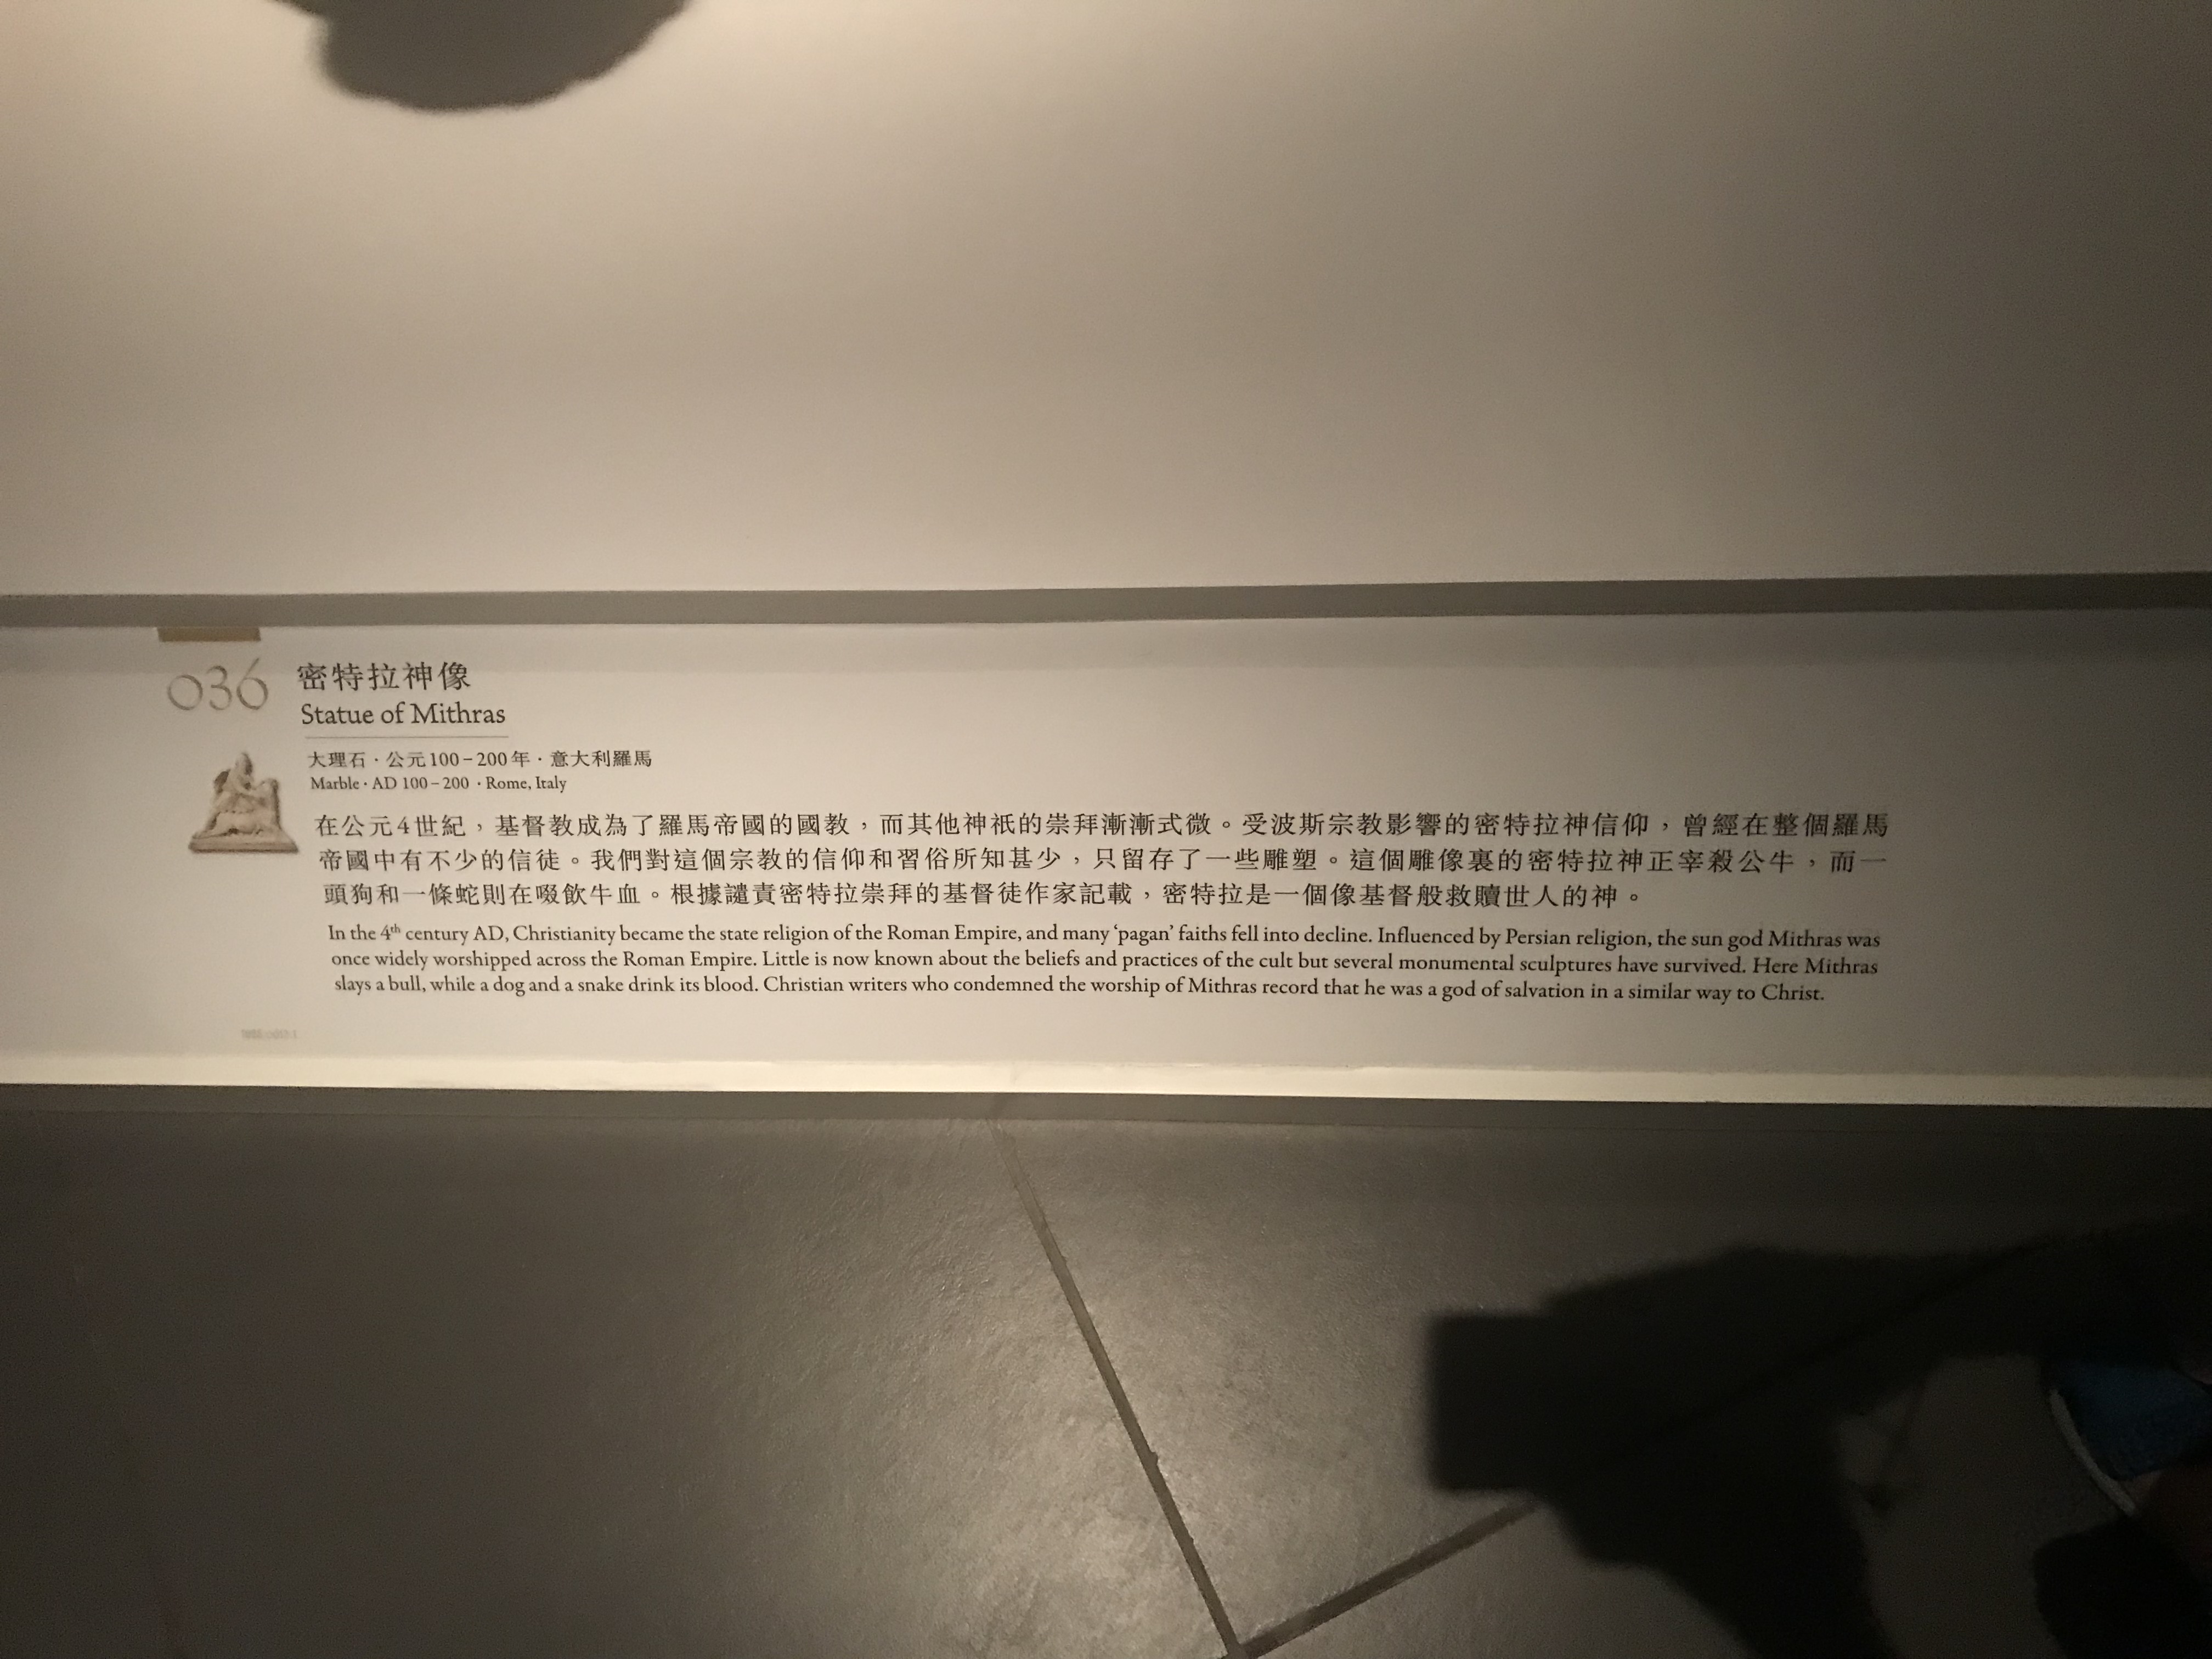 036
密特拉神像
Statue of Mithras
大理石·公元100–200年·意大利羅馬
Marble · AD 100–200 · Rome, Italy
在公元4世紀，基督教成為了羅馬帝國的國教，而其他神祇的崇拜漸漸式微。受波斯宗教影響的密特拉神信仰，曾經在整個羅馬
帝國中有不少的信徒。我們對這個宗教的信仰和習俗所知甚少，只留存了一些雕塑。這個雕像裏的密特拉神正宰殺公牛，而一
頭狗和一條蛇則在啜飲牛血。根據譴責密特拉崇拜的基督徒作家記載，密特拉是一個像基督般救贖世人的神。
In the 4th century AD, Christianity became the state religion of the Roman Empire, and many ‘pagan’ faiths fell into decline. Influenced by Persian religion, the sun god Mithras was
once widely worshipped across the Roman Empire. Little is now known about the beliefs and practices of the cult but several monumental sculptures have survived. Here Mithras
slays a bull, while a dog and a snake drink its blood. Christian writers who condemned the worship of Mithras record that he was a god of salvation in a similar way to Christ.